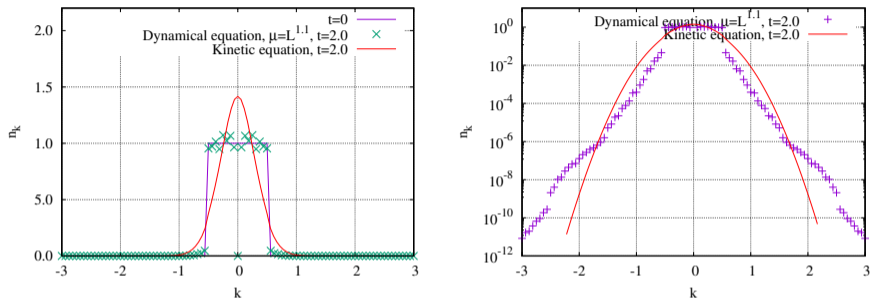 t=0
Dynamical equation, μ=L^1.1, t=2.0
Kinetic equation, t=2.0
2.0
1.5
1.0
5.0
0.0
n_k
-3 -2 -1 0 1 2 3
k
Dynamical equation, μ=L^1.1, t=2.0
Kinetic equation, t=2.0
10^0
10^-2
10^-4
10^-6
10^-8
10^-10
10^-12
n_k
-3 -2 -1 0 1 2 3
k